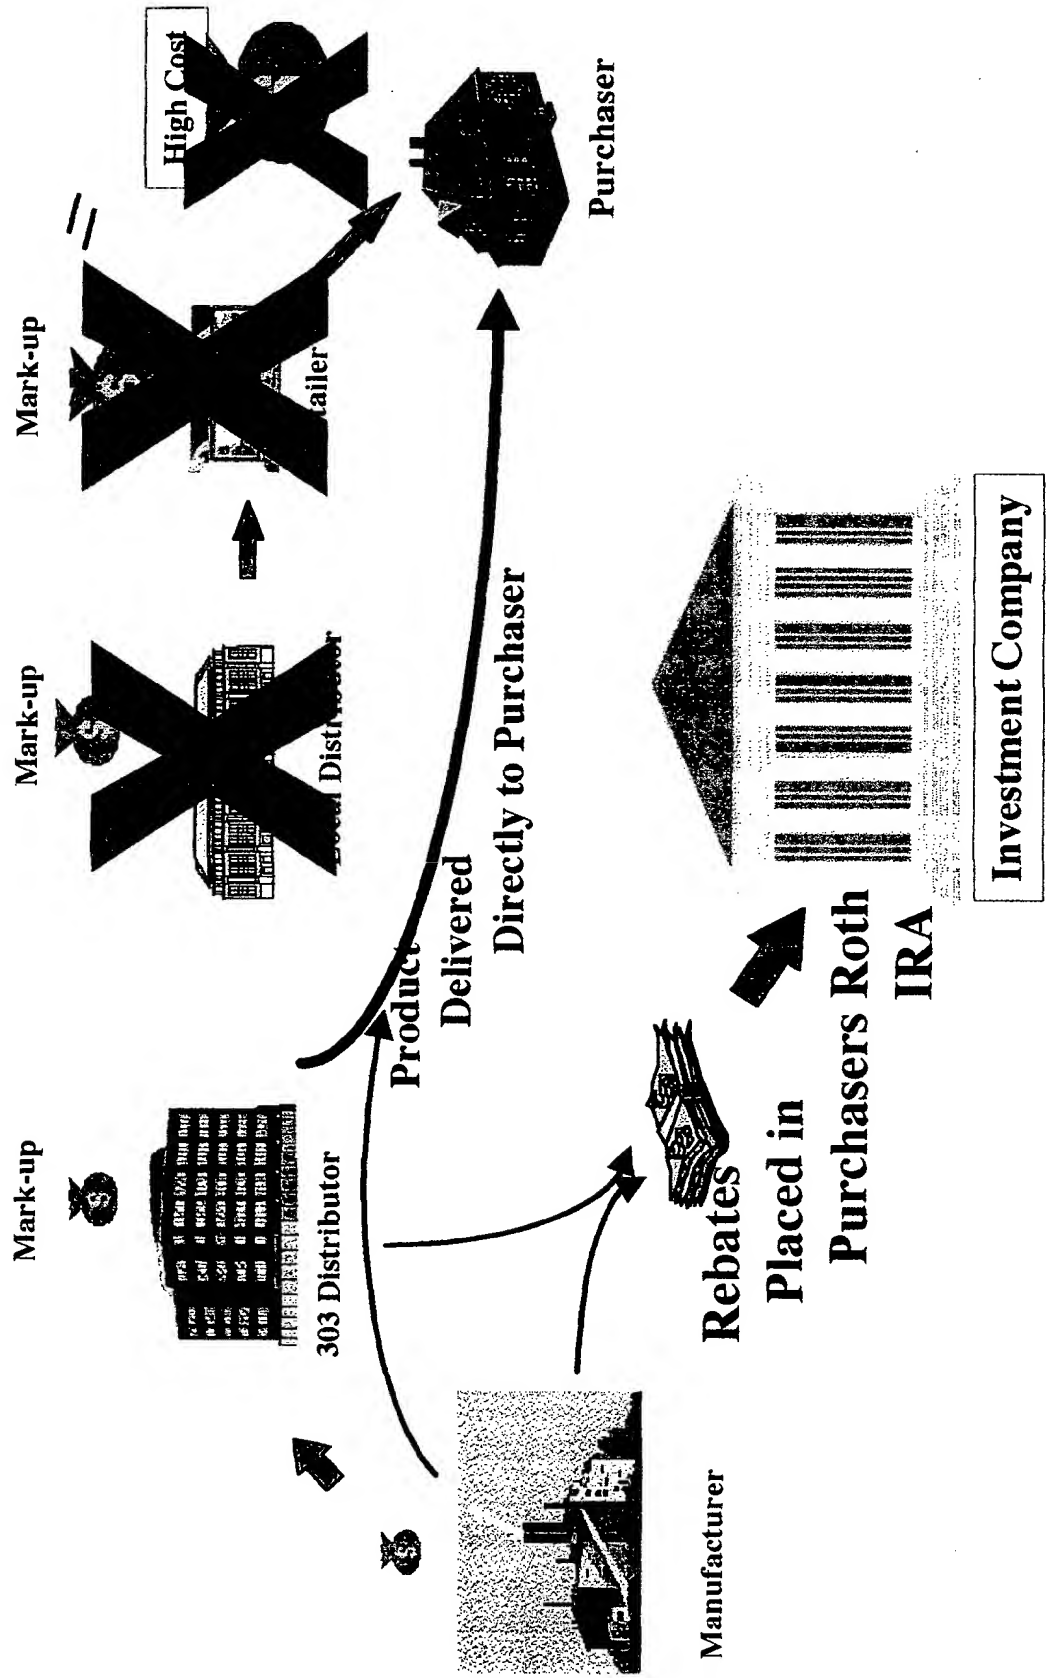 Mark-up
Mark-up
Mark-up
High Cost
303 Distributor
Distributor
Purchaser
Product
Delivered
Directly to Purchaser
Manufacturer
Rebates
Placed in
Purchasers Roth
IRA
Investment Company